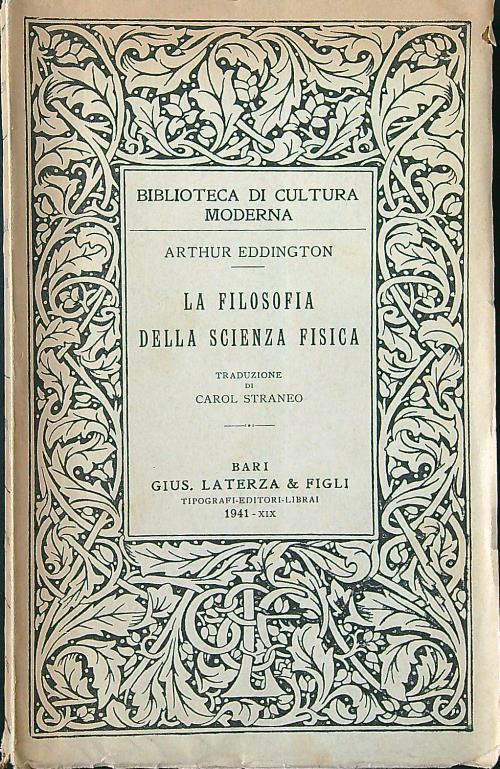 BIBLIOTECA DI CULTURA
MODERNA
ARTHUR EDDINGTON
LA FILOSOFIA
DELLA SCIENZA FISICA
TRADUZIONE
DI
CAROL STRANEO
BARI
GIUS. LATERZA & FIGLI
TIPOGRAFI-EDITORI-LIBRAI
1941 - XIX